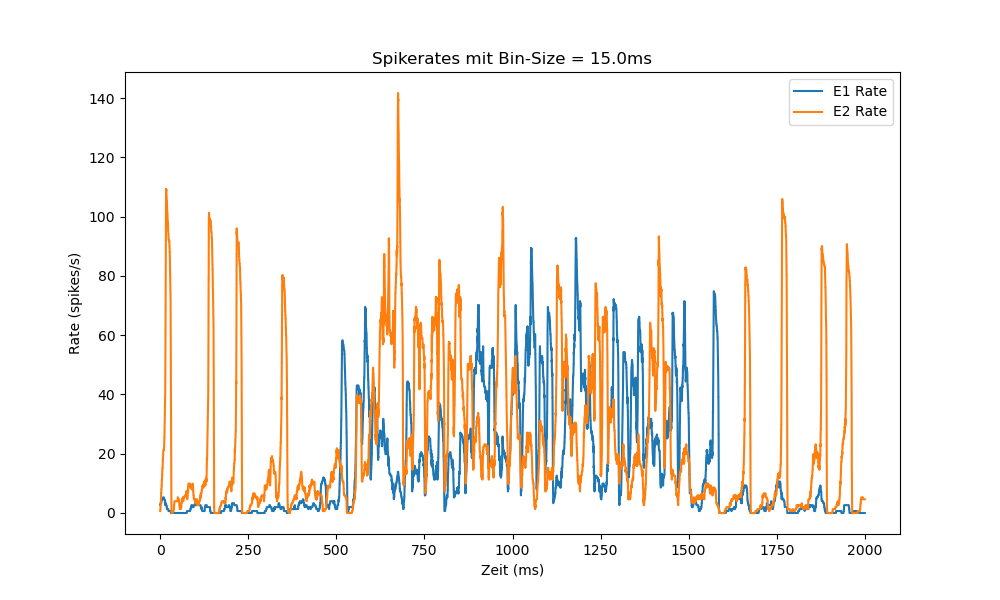 Spikerates mit Bin-Size = 15.0ms
E1 Rate
E2 Rate
Rate (spikes/s)
140
120
100
80
60
40
20
0
0 250 500 750 1000 1250 1500 1750 2000
Zeit (ms)